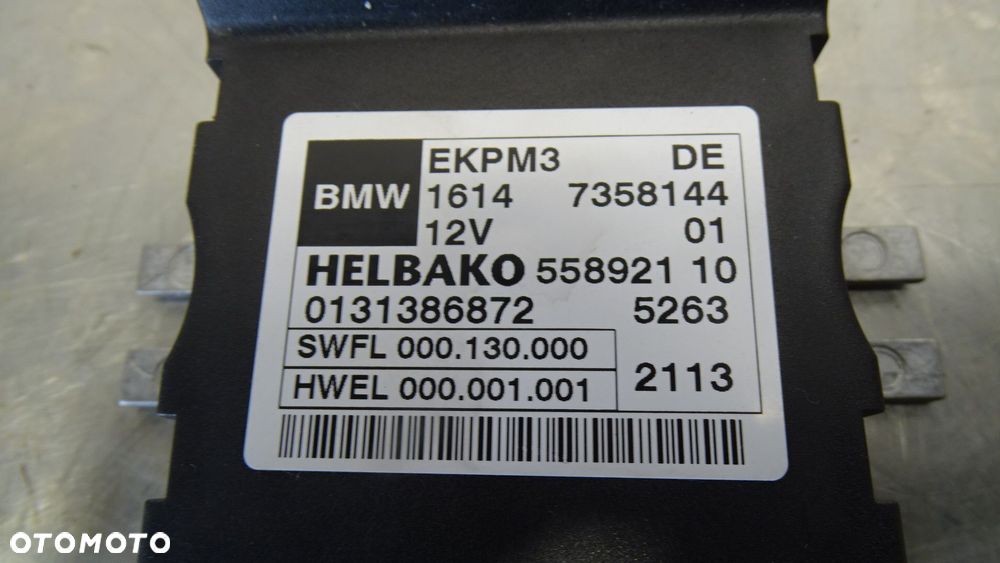 EKPM3 DE
BMW 1614 7358144
12V 01
HELBAKO 558921 10
0131386872 5263
SWFL 000.130.000
HWEL 000.001.001 2113
OTOMOTO